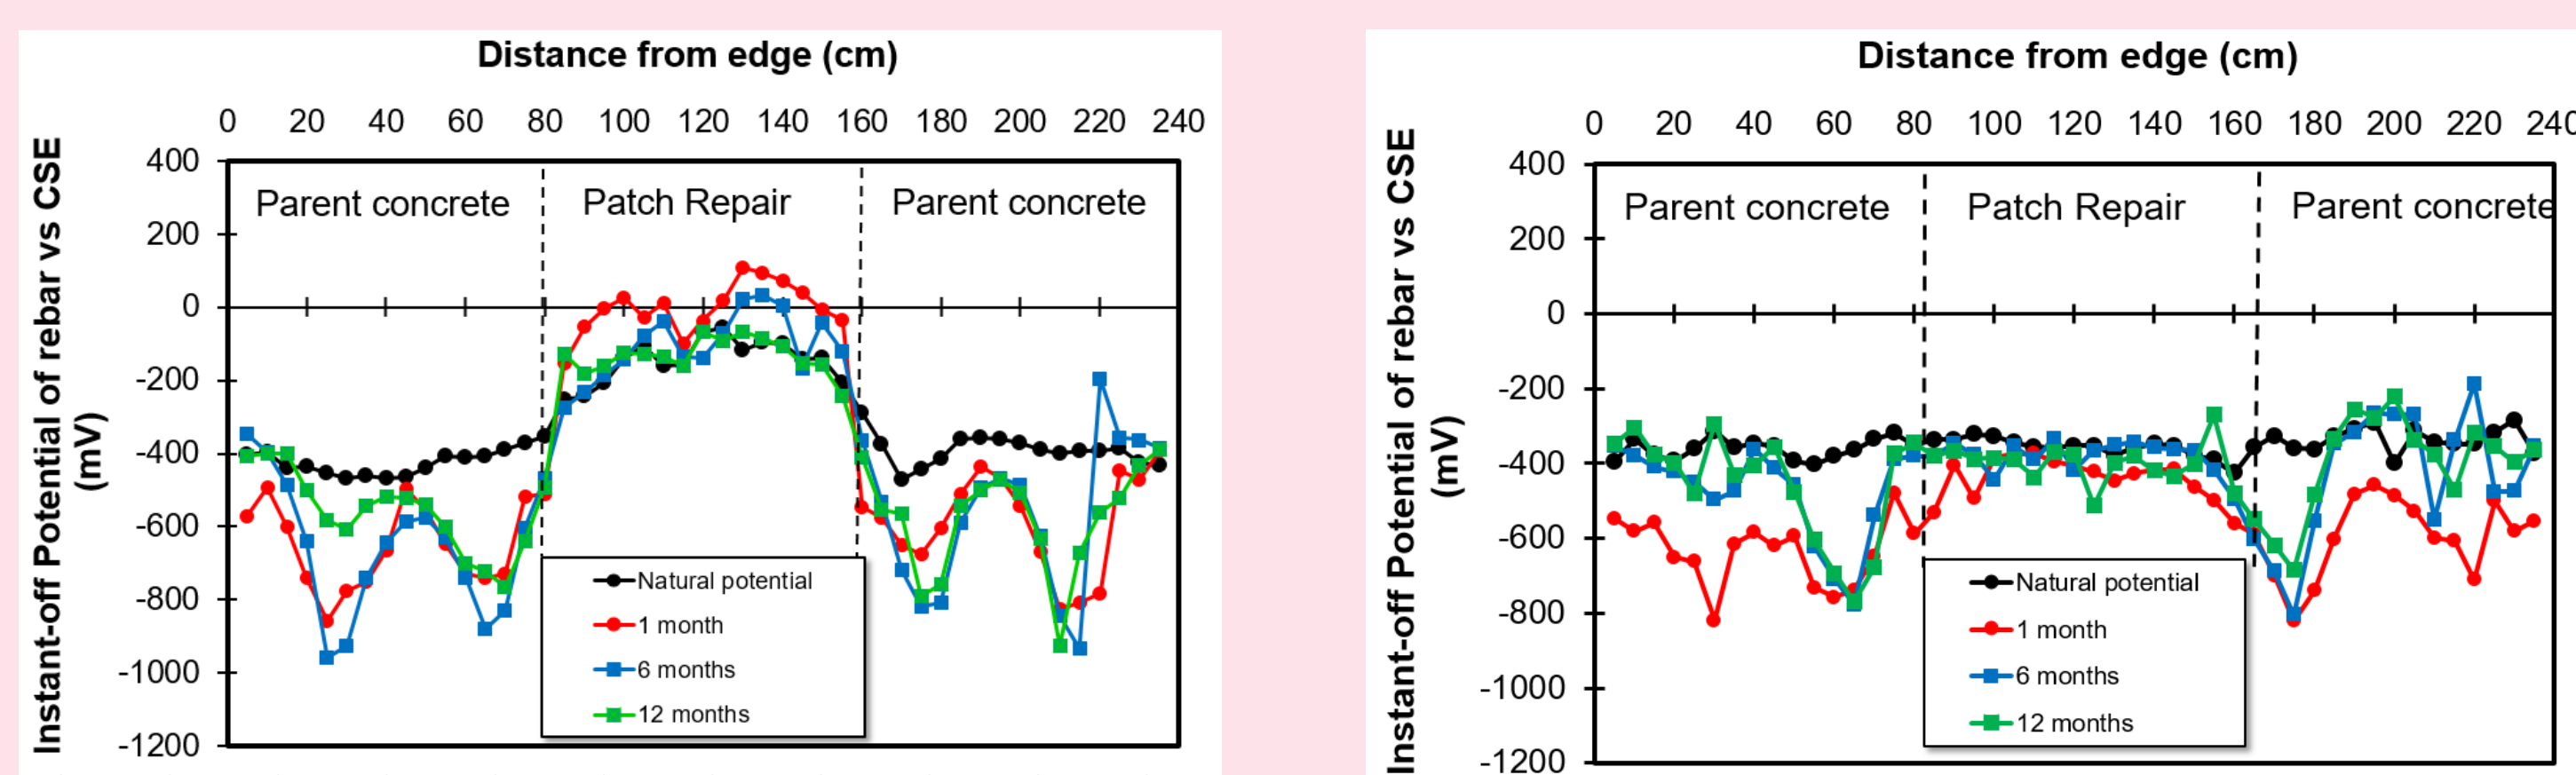 Distance from edge (cm)
0 20 40 60 80 100 120 140 160 180 200 220 240
Instant-off Potential of rebar vs CSE
(mV)
400
200
0
-200
-400
-600
-800
-1000
-1200
Parent concrete Patch Repair Parent concrete
Natural potential
1 month
6 months
12 months
Distance from edge (cm)
0 20 40 60 80 100 120 140 160 180 200 220 240
Instant-off Potential of rebar vs CSE
(mV)
400
200
0
-200
-400
-600
-800
-1000
-1200
Parent concrete Patch Repair Parent concrete
Natural potential
1 month
6 months
12 months